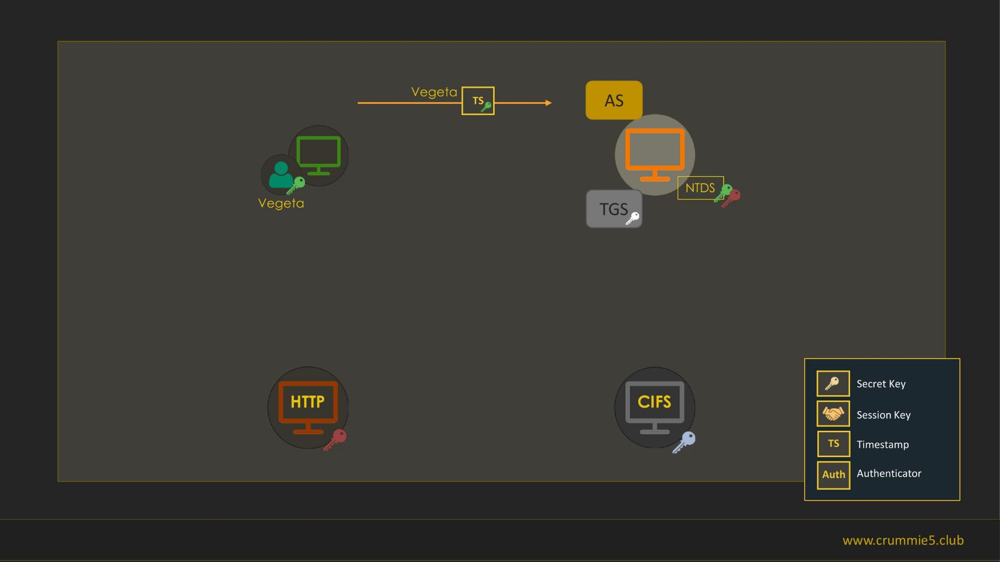 Vegeta
TS
AS
NTDS
Vegeta
TGS
HTTP
CIFS
Secret Key
Session Key
TS Timestamp
Auth Authenticator
www.crummie5.club